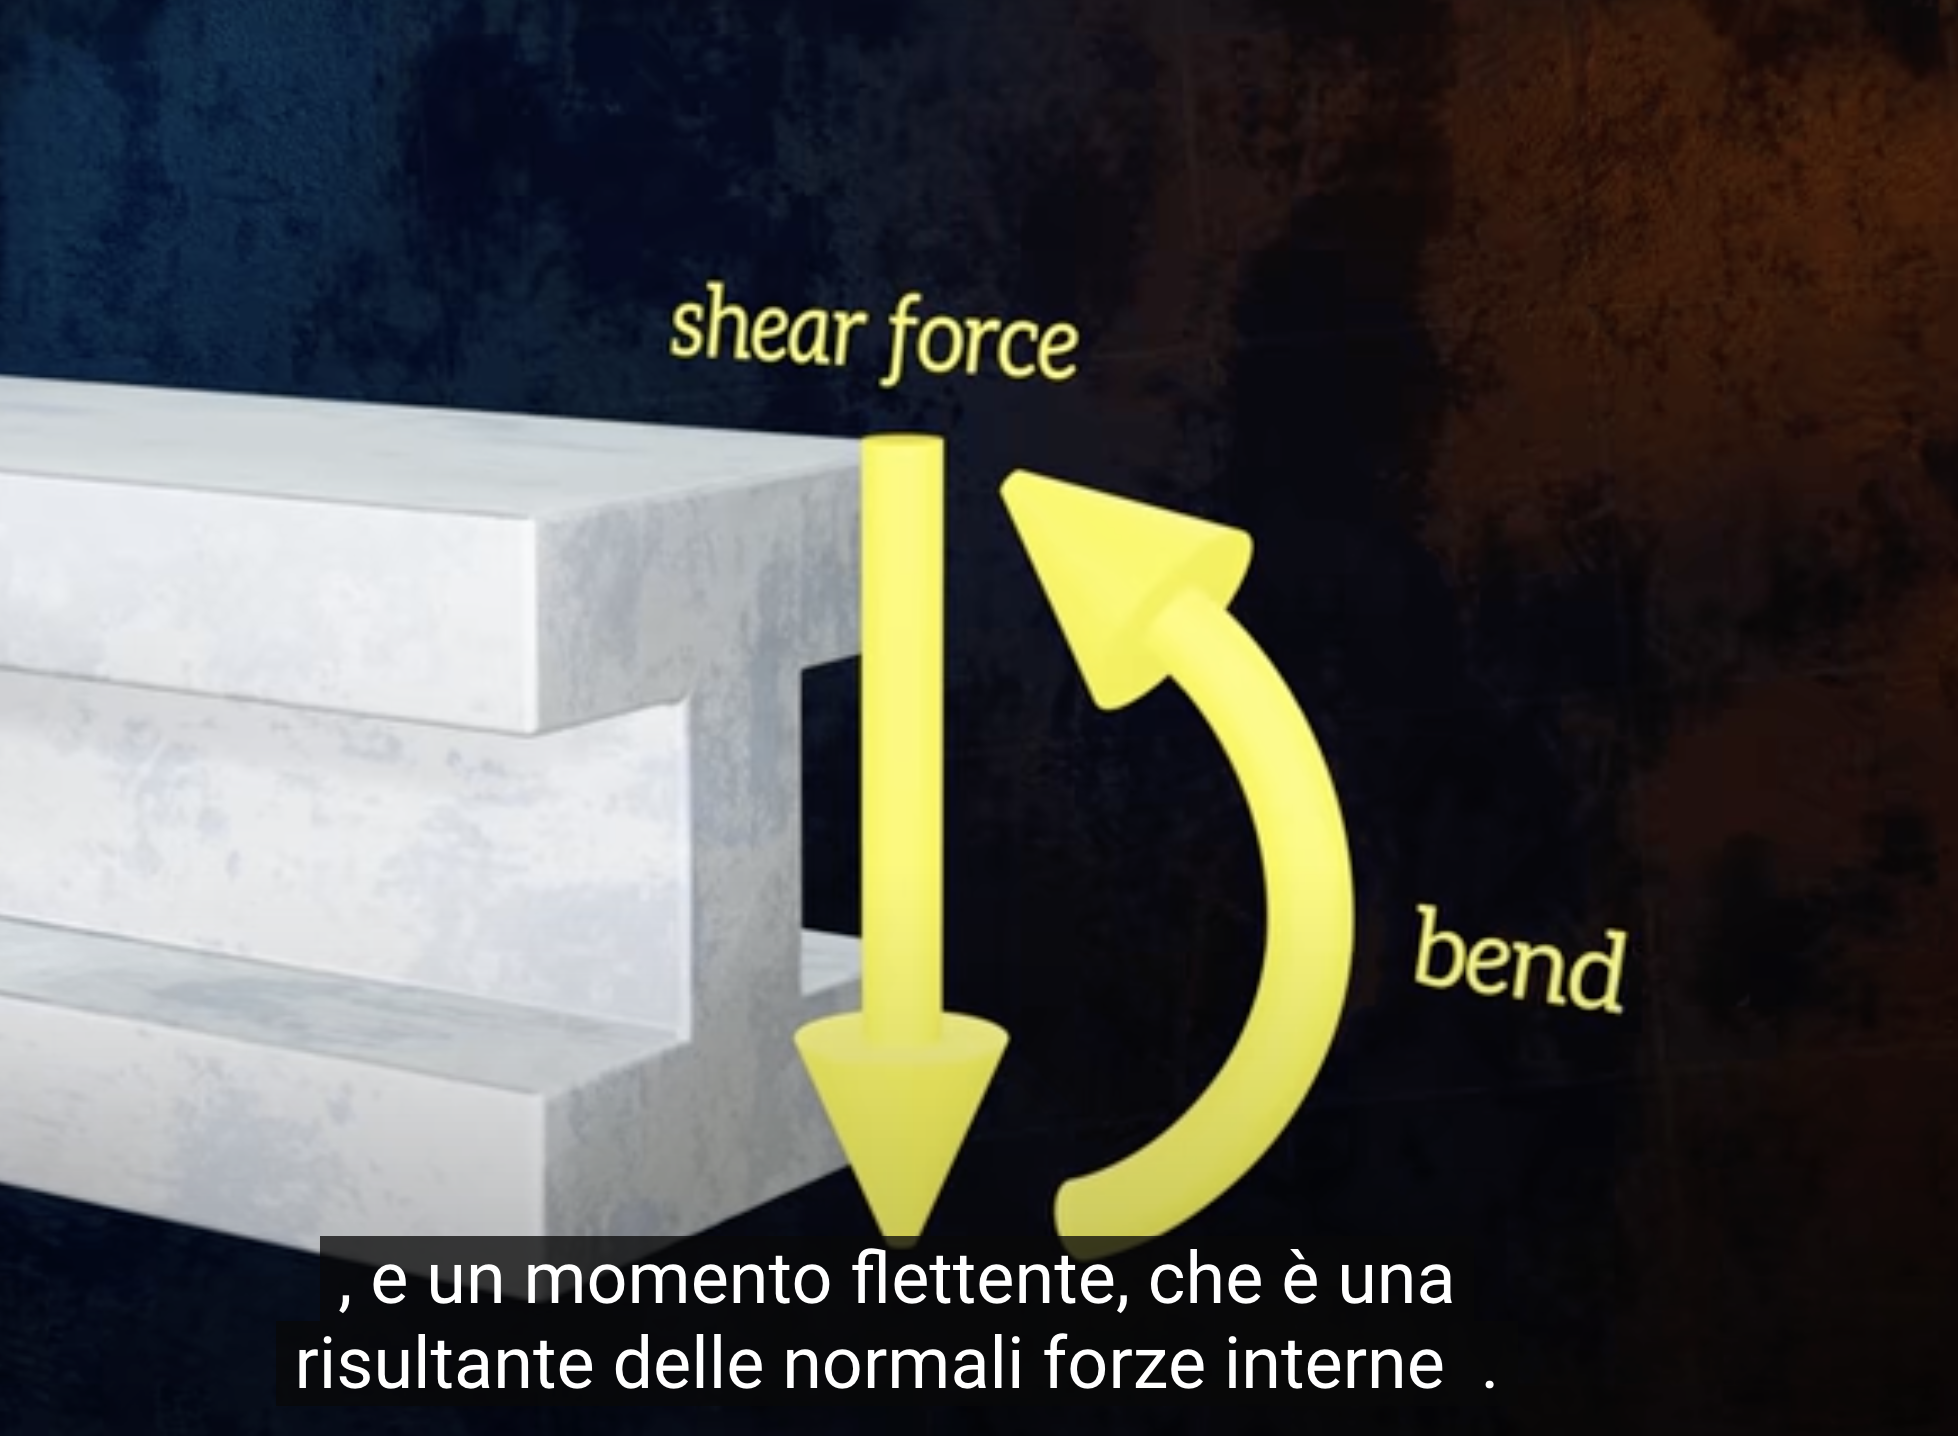 shear force
bend
, e un momento flettente, che è una
risultante delle normali forze interne .